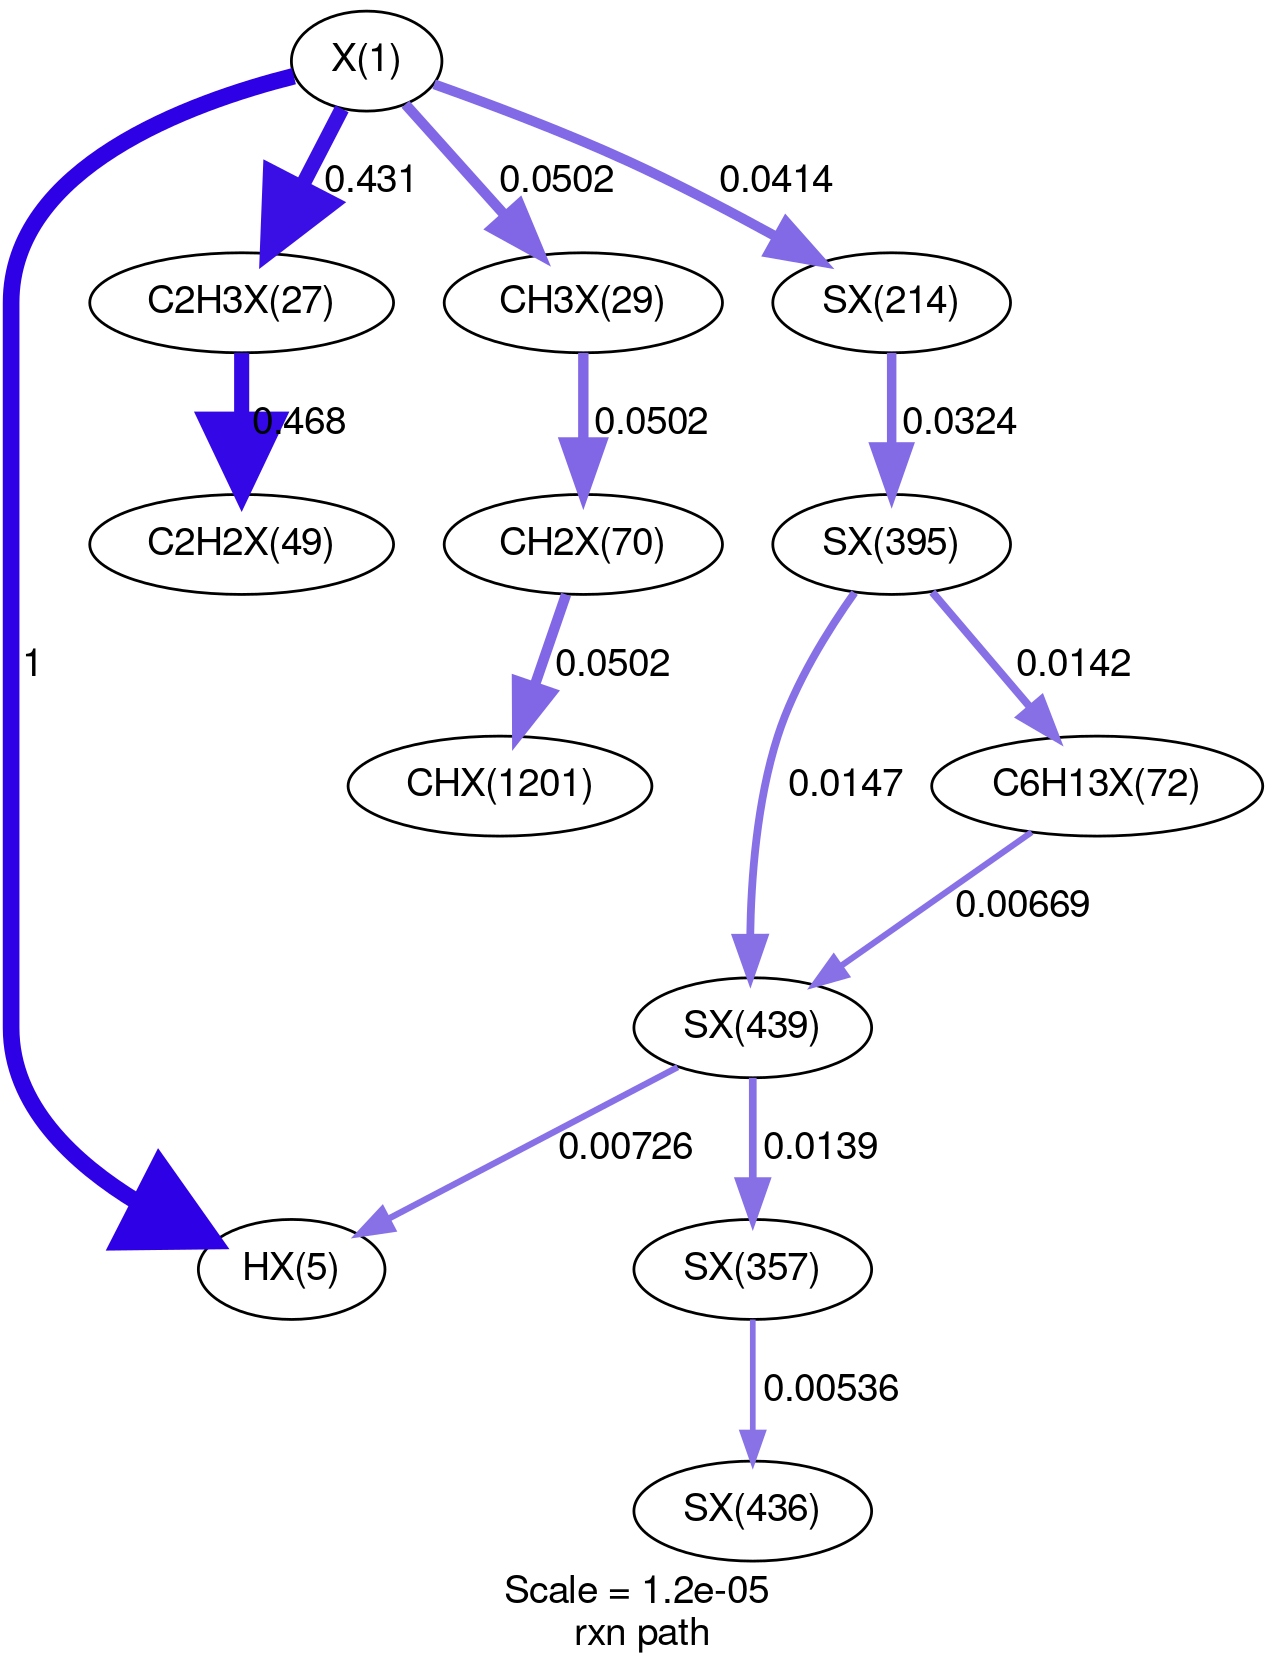 X(1)
0.431
0.0502
0.0414
C2H3X(27)
CH3X(29)
SX(214)
0.468
0.0502
0.0324
C2H2X(49)
CH2X(70)
SX(395)
1
0.0502
0.0142
CHX(1201)
0.0147
C6H13X(72)
0.00669
SX(439)
0.00726
0.0139
HX(5)
SX(357)
0.00536
SX(436)
Scale = 1.2e-05
rxn path